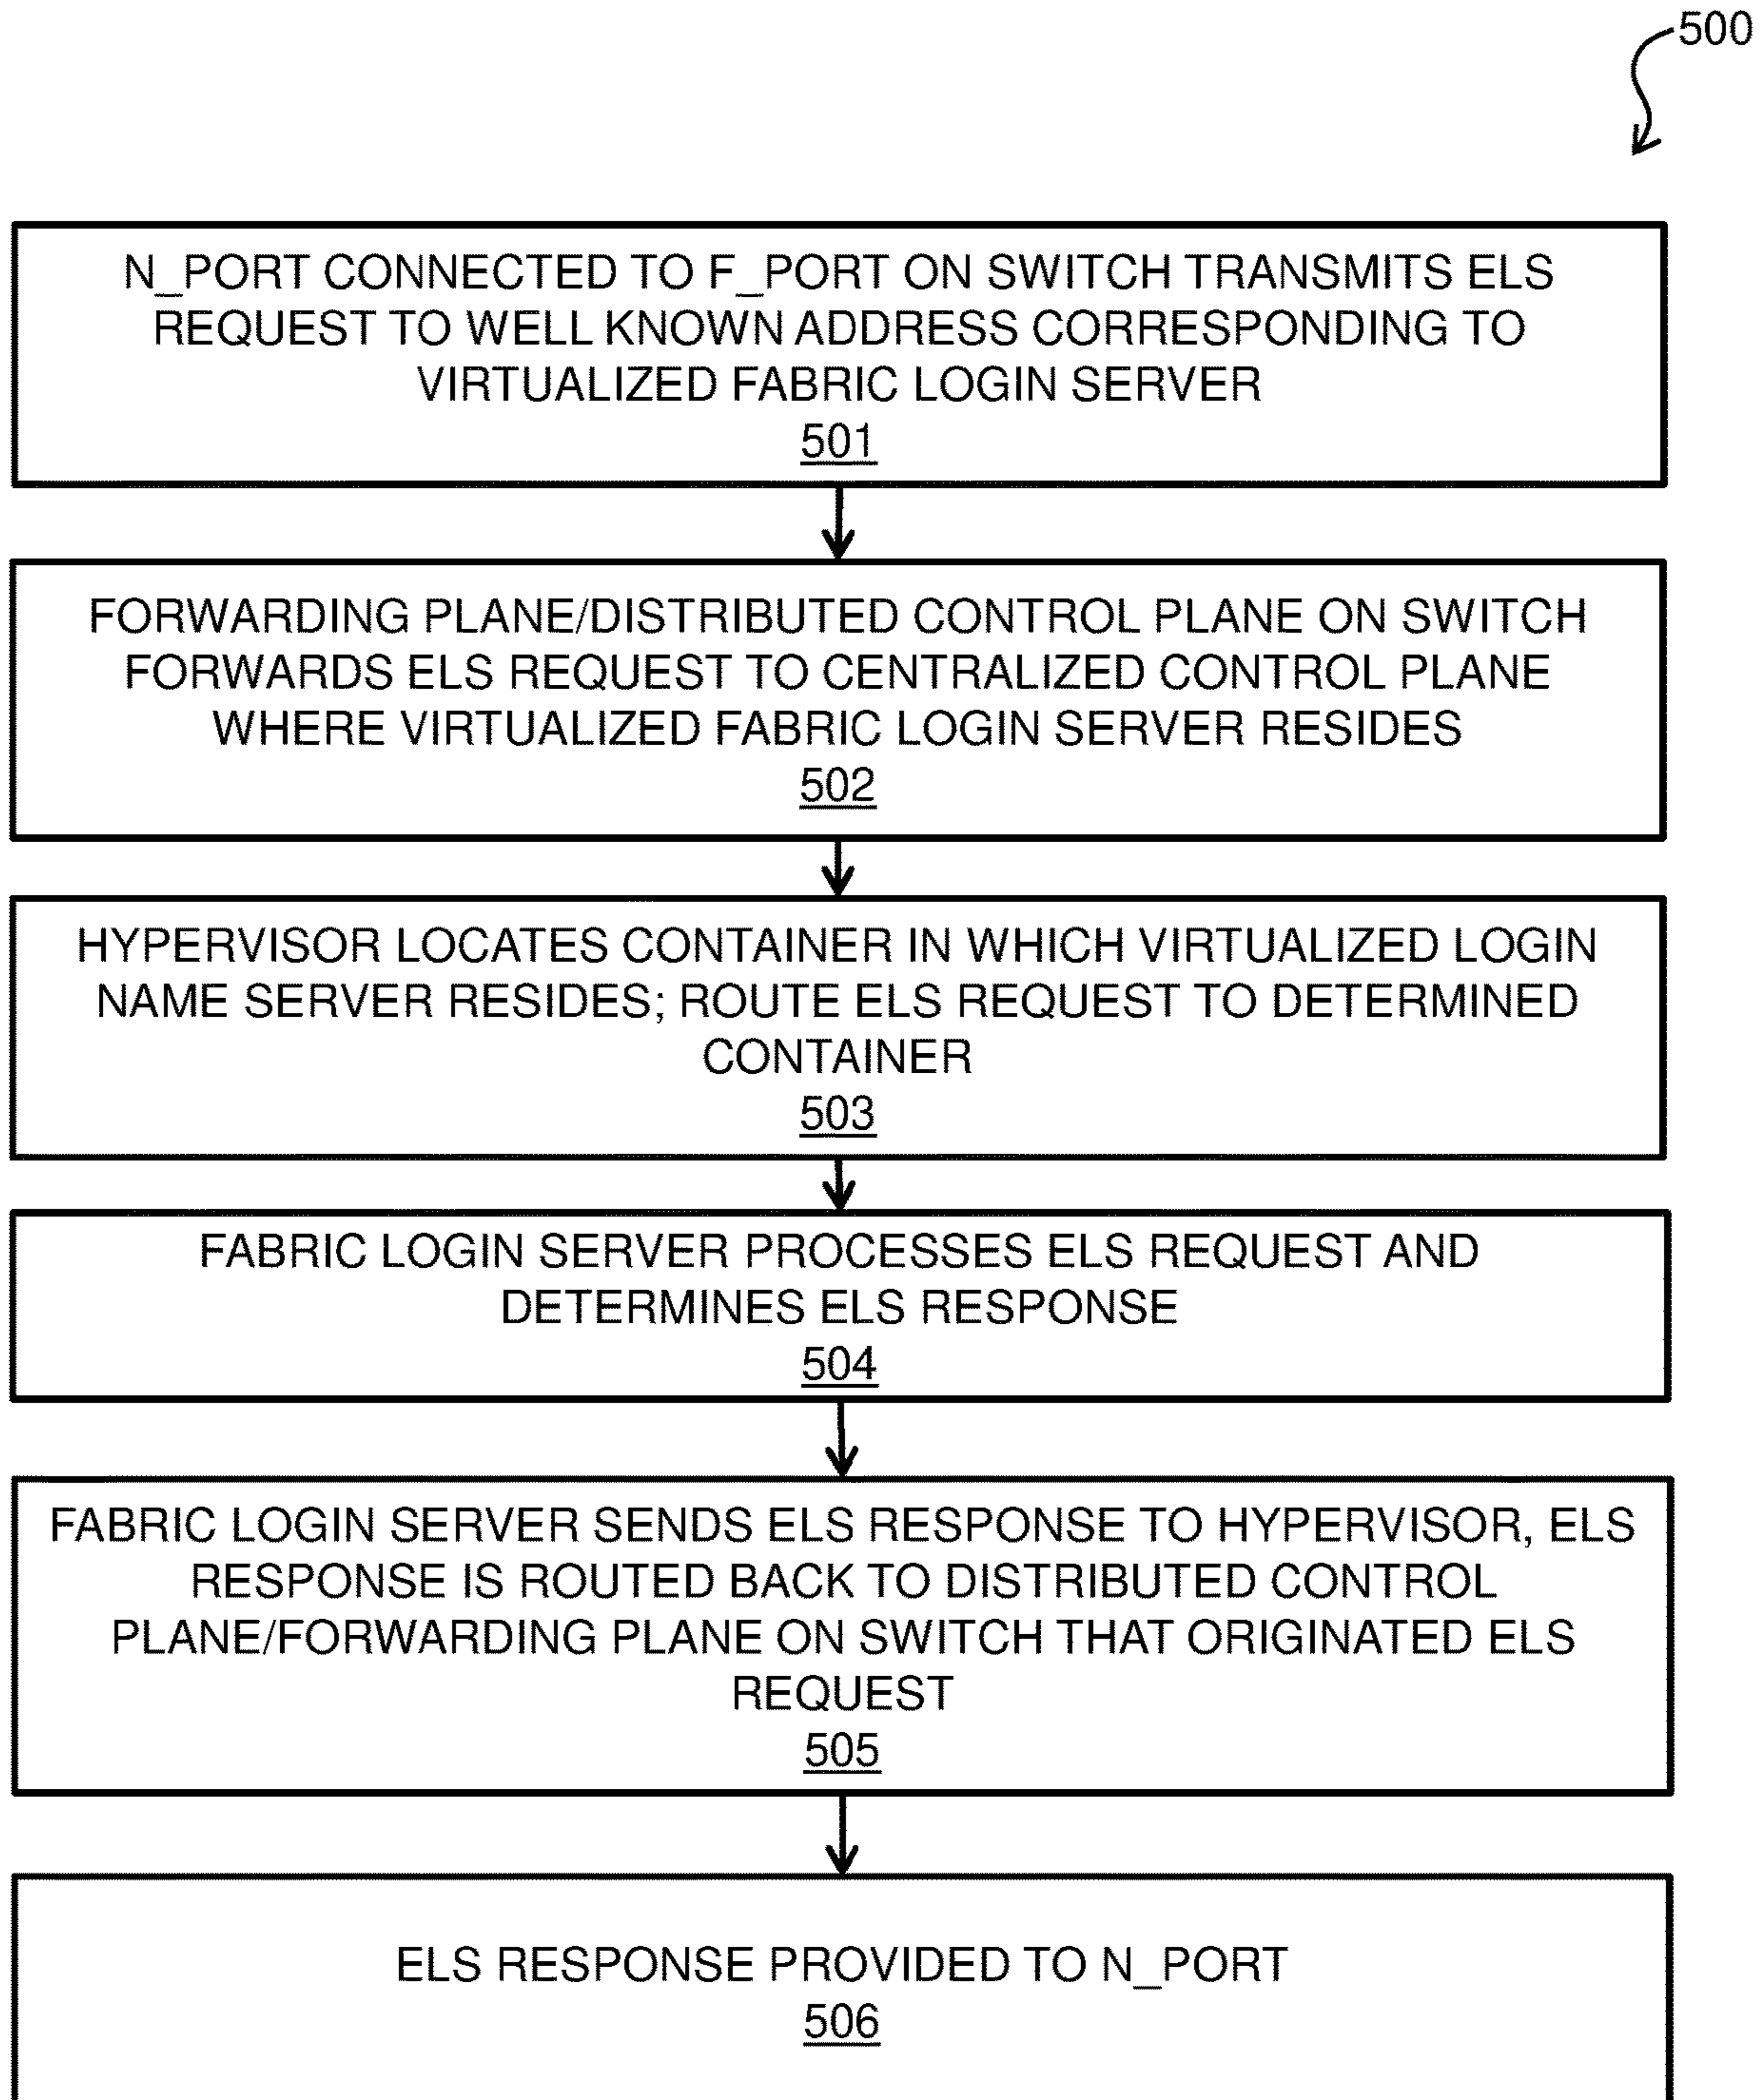 500
N_PORT CONNECTED TO F_PORT ON SWITCH TRANSMITS ELS
REQUEST TO WELL KNOWN ADDRESS CORRESPONDING TO
VIRTUALIZED FABRIC LOGIN SERVER
501
FORWARDING PLANE/DISTRIBUTED CONTROL PLANE ON SWITCH
FORWARDS ELS REQUEST TO CENTRALIZED CONTROL PLANE
WHERE VIRTUALIZED FABRIC LOGIN SERVER RESIDES
502
HYPERVISOR LOCATES CONTAINER IN WHICH VIRTUALIZED LOGIN
NAME SERVER RESIDES; ROUTE ELS REQUEST TO DETERMINED
CONTAINER
503
FABRIC LOGIN SERVER PROCESSES ELS REQUEST AND
DETERMINES ELS RESPONSE
504
FABRIC LOGIN SERVER SENDS ELS RESPONSE TO HYPERVISOR, ELS
RESPONSE IS ROUTED BACK TO DISTRIBUTED CONTROL
PLANE/FORWARDING PLANE ON SWITCH THAT ORIGINATED ELS
REQUEST
505
ELS RESPONSE PROVIDED TO N_PORT
506